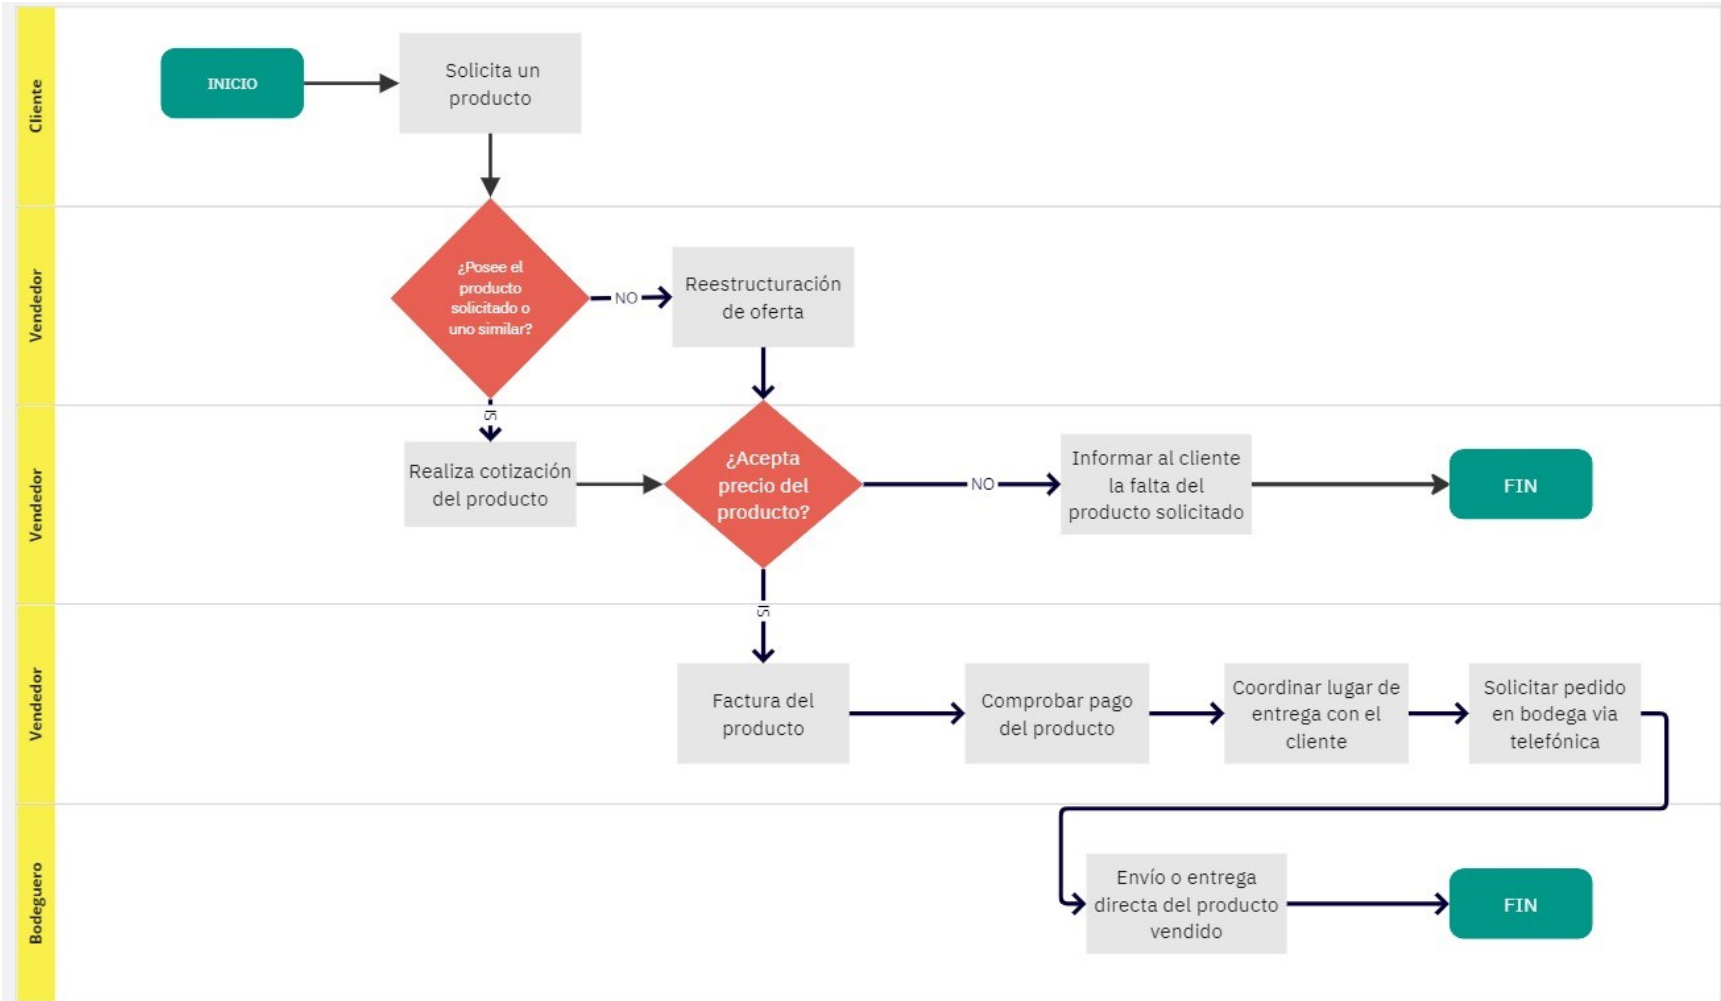 Cliente
INICIO
Solicita un
producto
Vendedor
¿Posee el
producto
solicitado o
uno similar?
NO
Reestructuración
de oferta
SI
Vendedor
Realiza cotización
del producto
¿Acepta
precio del
producto?
NO
Informar al cliente
la falta del
producto solicitado
FIN
SI
Vendedor
Factura del
producto
Comprobar pago
del producto
Coordinar lugar de
entrega con el
cliente
Solicitar pedido
en bodega via
telefónica
Bodeguero
Envío o entrega
directa del producto
vendido
FIN